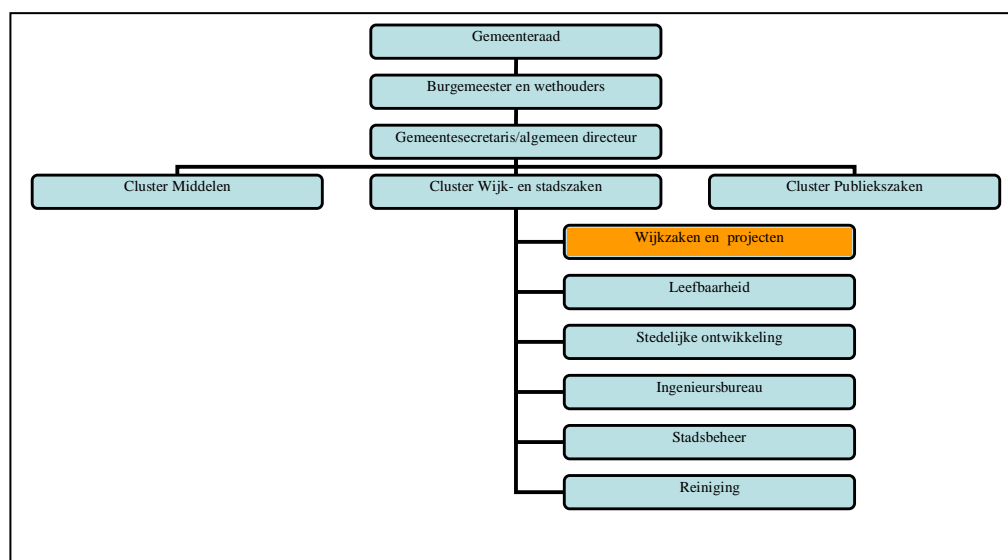 Gemeenteraad
Burgemeester en wethouders
Gemeentesecretaris/algemeen directeur
Cluster Middelen
Cluster Wijk- en stadszaken
Cluster Publiekszaken
Wijkzaken en projecten
Leefbaarheid
Stedelijke ontwikkeling
Ingenieursbureau
Stadsbeheer
Reiniging